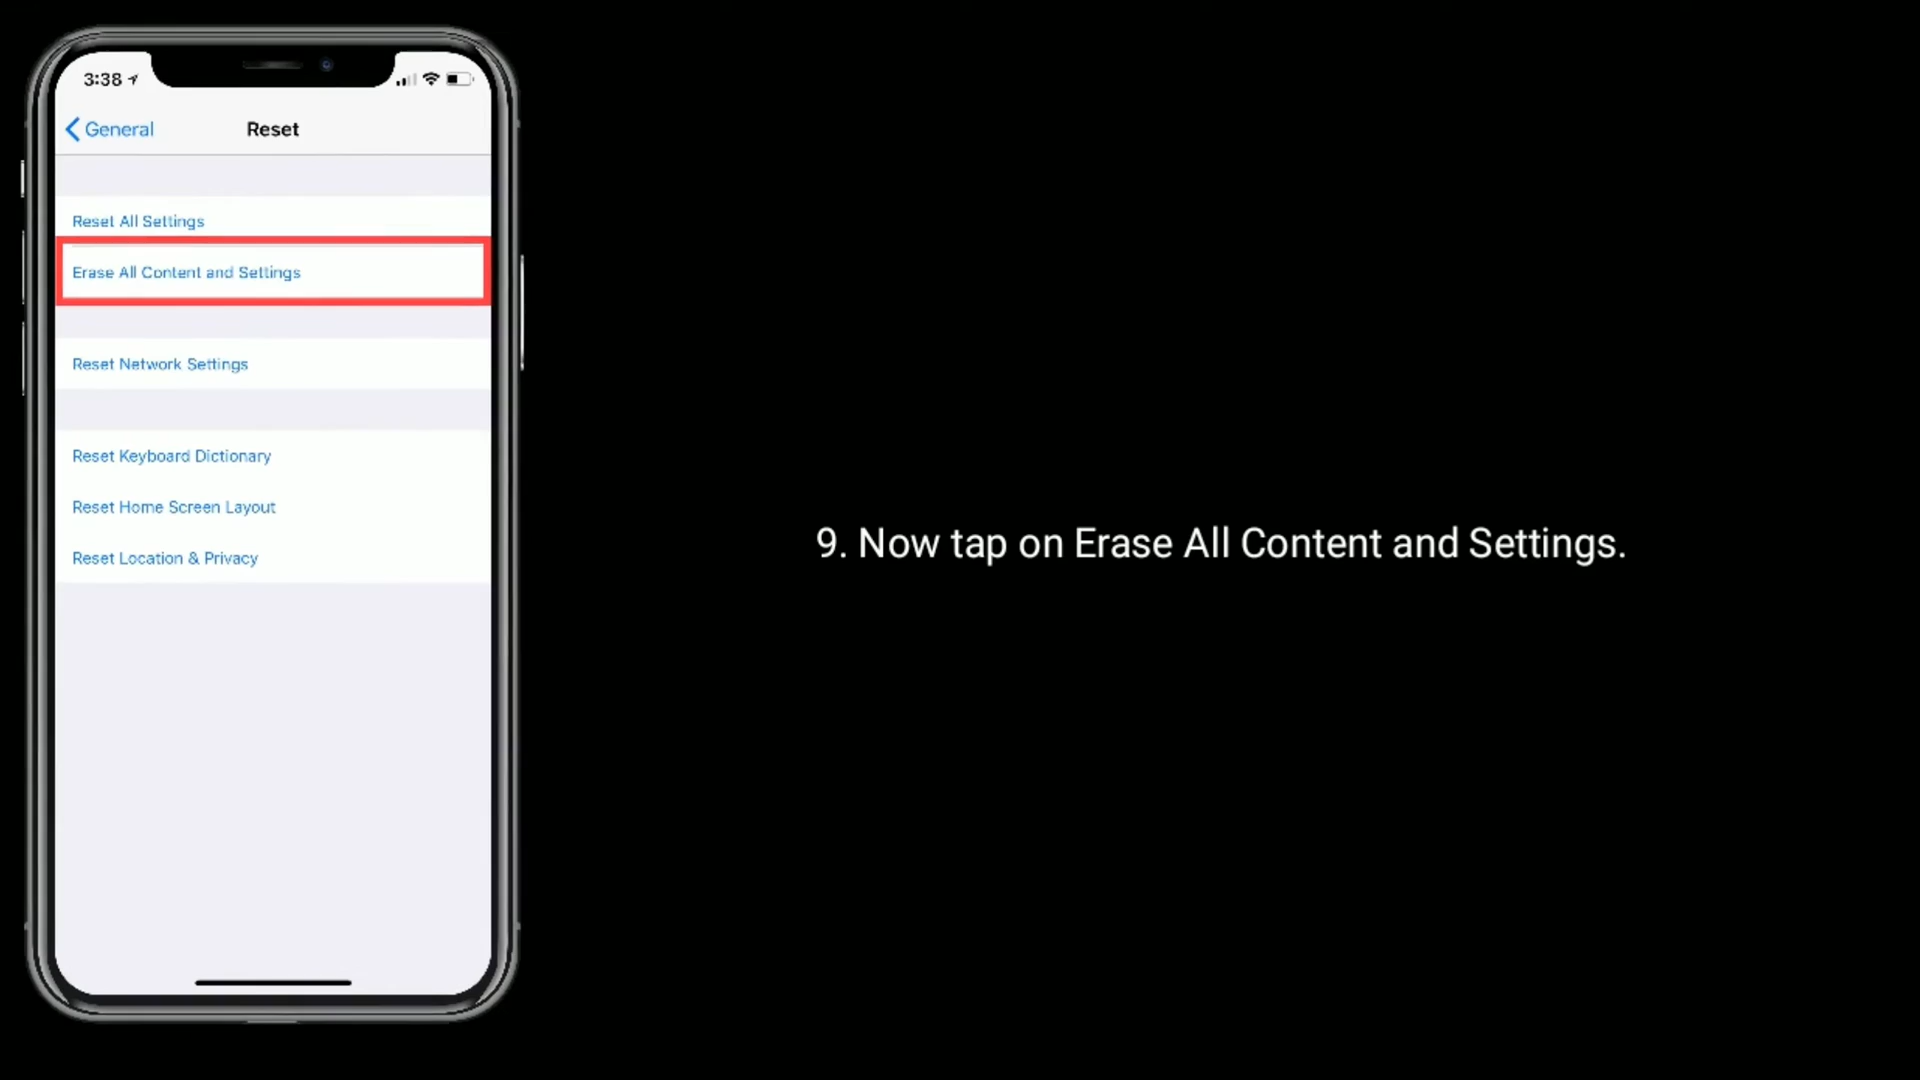 3:38
General
Reset
Reset All Settings
Erase All Content and Settings
Reset Network Settings
Reset Keyboard Dictionary
Reset Home Screen Layout
Reset Location & Privacy
9. Now tap on Erase All Content and Settings.